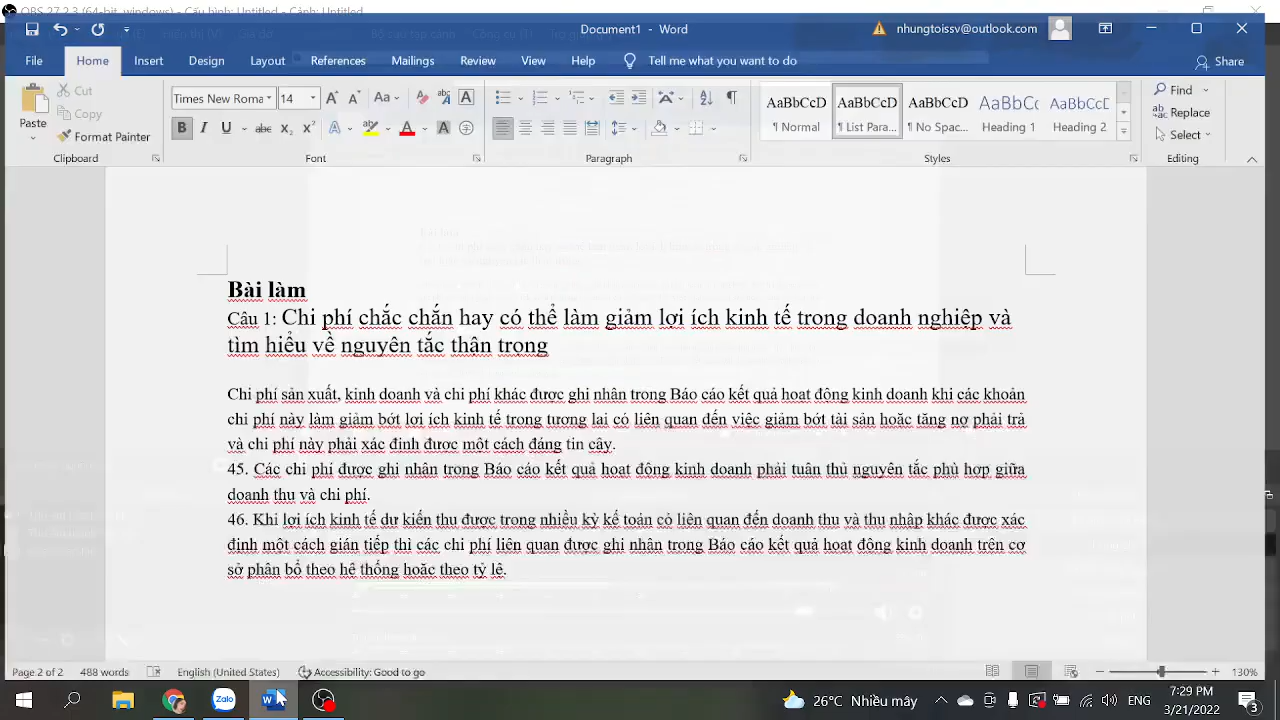 OBS 27.2.3 (64-bit, windows) - Cấu hình: Untitled - Cảnh: Untitled
Document1 - Word
nhungtoissv@outlook.com
File Home Insert Design Layout References Mailings Review View Help Tell me what you want to do Share
Paste Cut Copy Format Painter
Times New Roma 14
AaBbCcD AaBbCcD AaBbCcD AaBbCc AaBbCcD
¶ Normal ¶ List Para... ¶ No Spac... Heading 1 Heading 2
Find Replace Select
Clipboard Font Paragraph Styles Editing
Bài làm
Câu 1: Chi phí chắc chắn hay có thể làm giảm lợi ích kinh tế trong doanh nghiệp và
tìm hiểu về nguyên tắc thận trọng
Chi phí sản xuất, kinh doanh và chi phí khác được ghi nhận trong Báo cáo kết quả hoạt động kinh doanh khi các khoản
chi phí này làm giảm bớt lợi ích kinh tế trong tương lai có liên quan đến việc giảm bớt tài sản hoặc tăng nợ phải trả
và chi phí này phải xác định được một cách đáng tin cậy.
45. Các chi phí được ghi nhận trong Báo cáo kết quả hoạt động kinh doanh phải tuân thủ nguyên tắc phù hợp giữa
doanh thu và chi phí.
46. Khi lợi ích kinh tế dự kiến thu được trong nhiều kỳ kế toán có liên quan đến doanh thu và thu nhập khác được xác
định một cách gián tiếp thì các chi phí liên quan được ghi nhận trong Báo cáo kết quả hoạt động kinh doanh trên cơ
sở phân bổ theo hệ thống hoặc theo tỷ lệ.
Page 2 of 2 488 words English (United States) Accessibility: Good to go 130%
Zalo 26°C Nhiều mây ENG 7:29 PM
3/21/2022 3